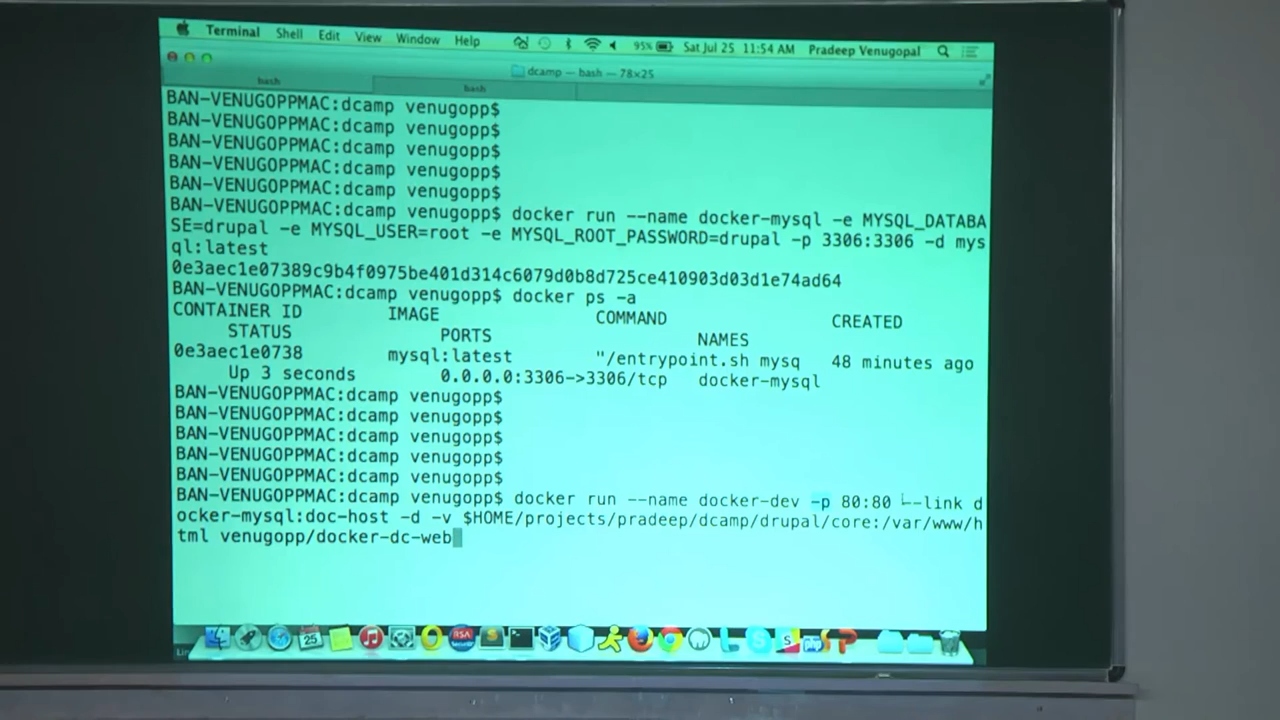 Terminal Shell Edit View Window Help 95% Sat Jul 25 11:54 AM Pradeep Venugopal
dcamp — bash — 78×25
bash bash
BAN-VENUGOPPMAC:dcamp venugopp$
BAN-VENUGOPPMAC:dcamp venugopp$
BAN-VENUGOPPMAC:dcamp venugopp$
BAN-VENUGOPPMAC:dcamp venugopp$
BAN-VENUGOPPMAC:dcamp venugopp$
BAN-VENUGOPPMAC:dcamp venugopp$ docker run --name docker-mysql -e MYSQL_DATABA
SE=drupal -e MYSQL_USER=root -e MYSQL_ROOT_PASSWORD=drupal -p 3306:3306 -d mys
ql:latest
0e3aec1e07389c9b4f0975be401d314c6079d0b8d725ce410903d03d1e74ad64
BAN-VENUGOPPMAC:dcamp venugopp$ docker ps -a
CONTAINER ID IMAGE COMMAND CREATED
STATUS PORTS NAMES
0e3aec1e0738 mysql:latest "/entrypoint.sh mysq 48 minutes ago
Up 3 seconds 0.0.0.0:3306->3306/tcp docker-mysql
BAN-VENUGOPPMAC:dcamp venugopp$
BAN-VENUGOPPMAC:dcamp venugopp$
BAN-VENUGOPPMAC:dcamp venugopp$
BAN-VENUGOPPMAC:dcamp venugopp$
BAN-VENUGOPPMAC:dcamp venugopp$
BAN-VENUGOPPMAC:dcamp venugopp$ docker run --name docker-dev -p 80:80 --link d
ocker-mysql:doc-host -d -v $HOME/projects/pradeep/dcamp/drupal/core:/var/www/h
tml venugopp/docker-dc-web
25 RSA php